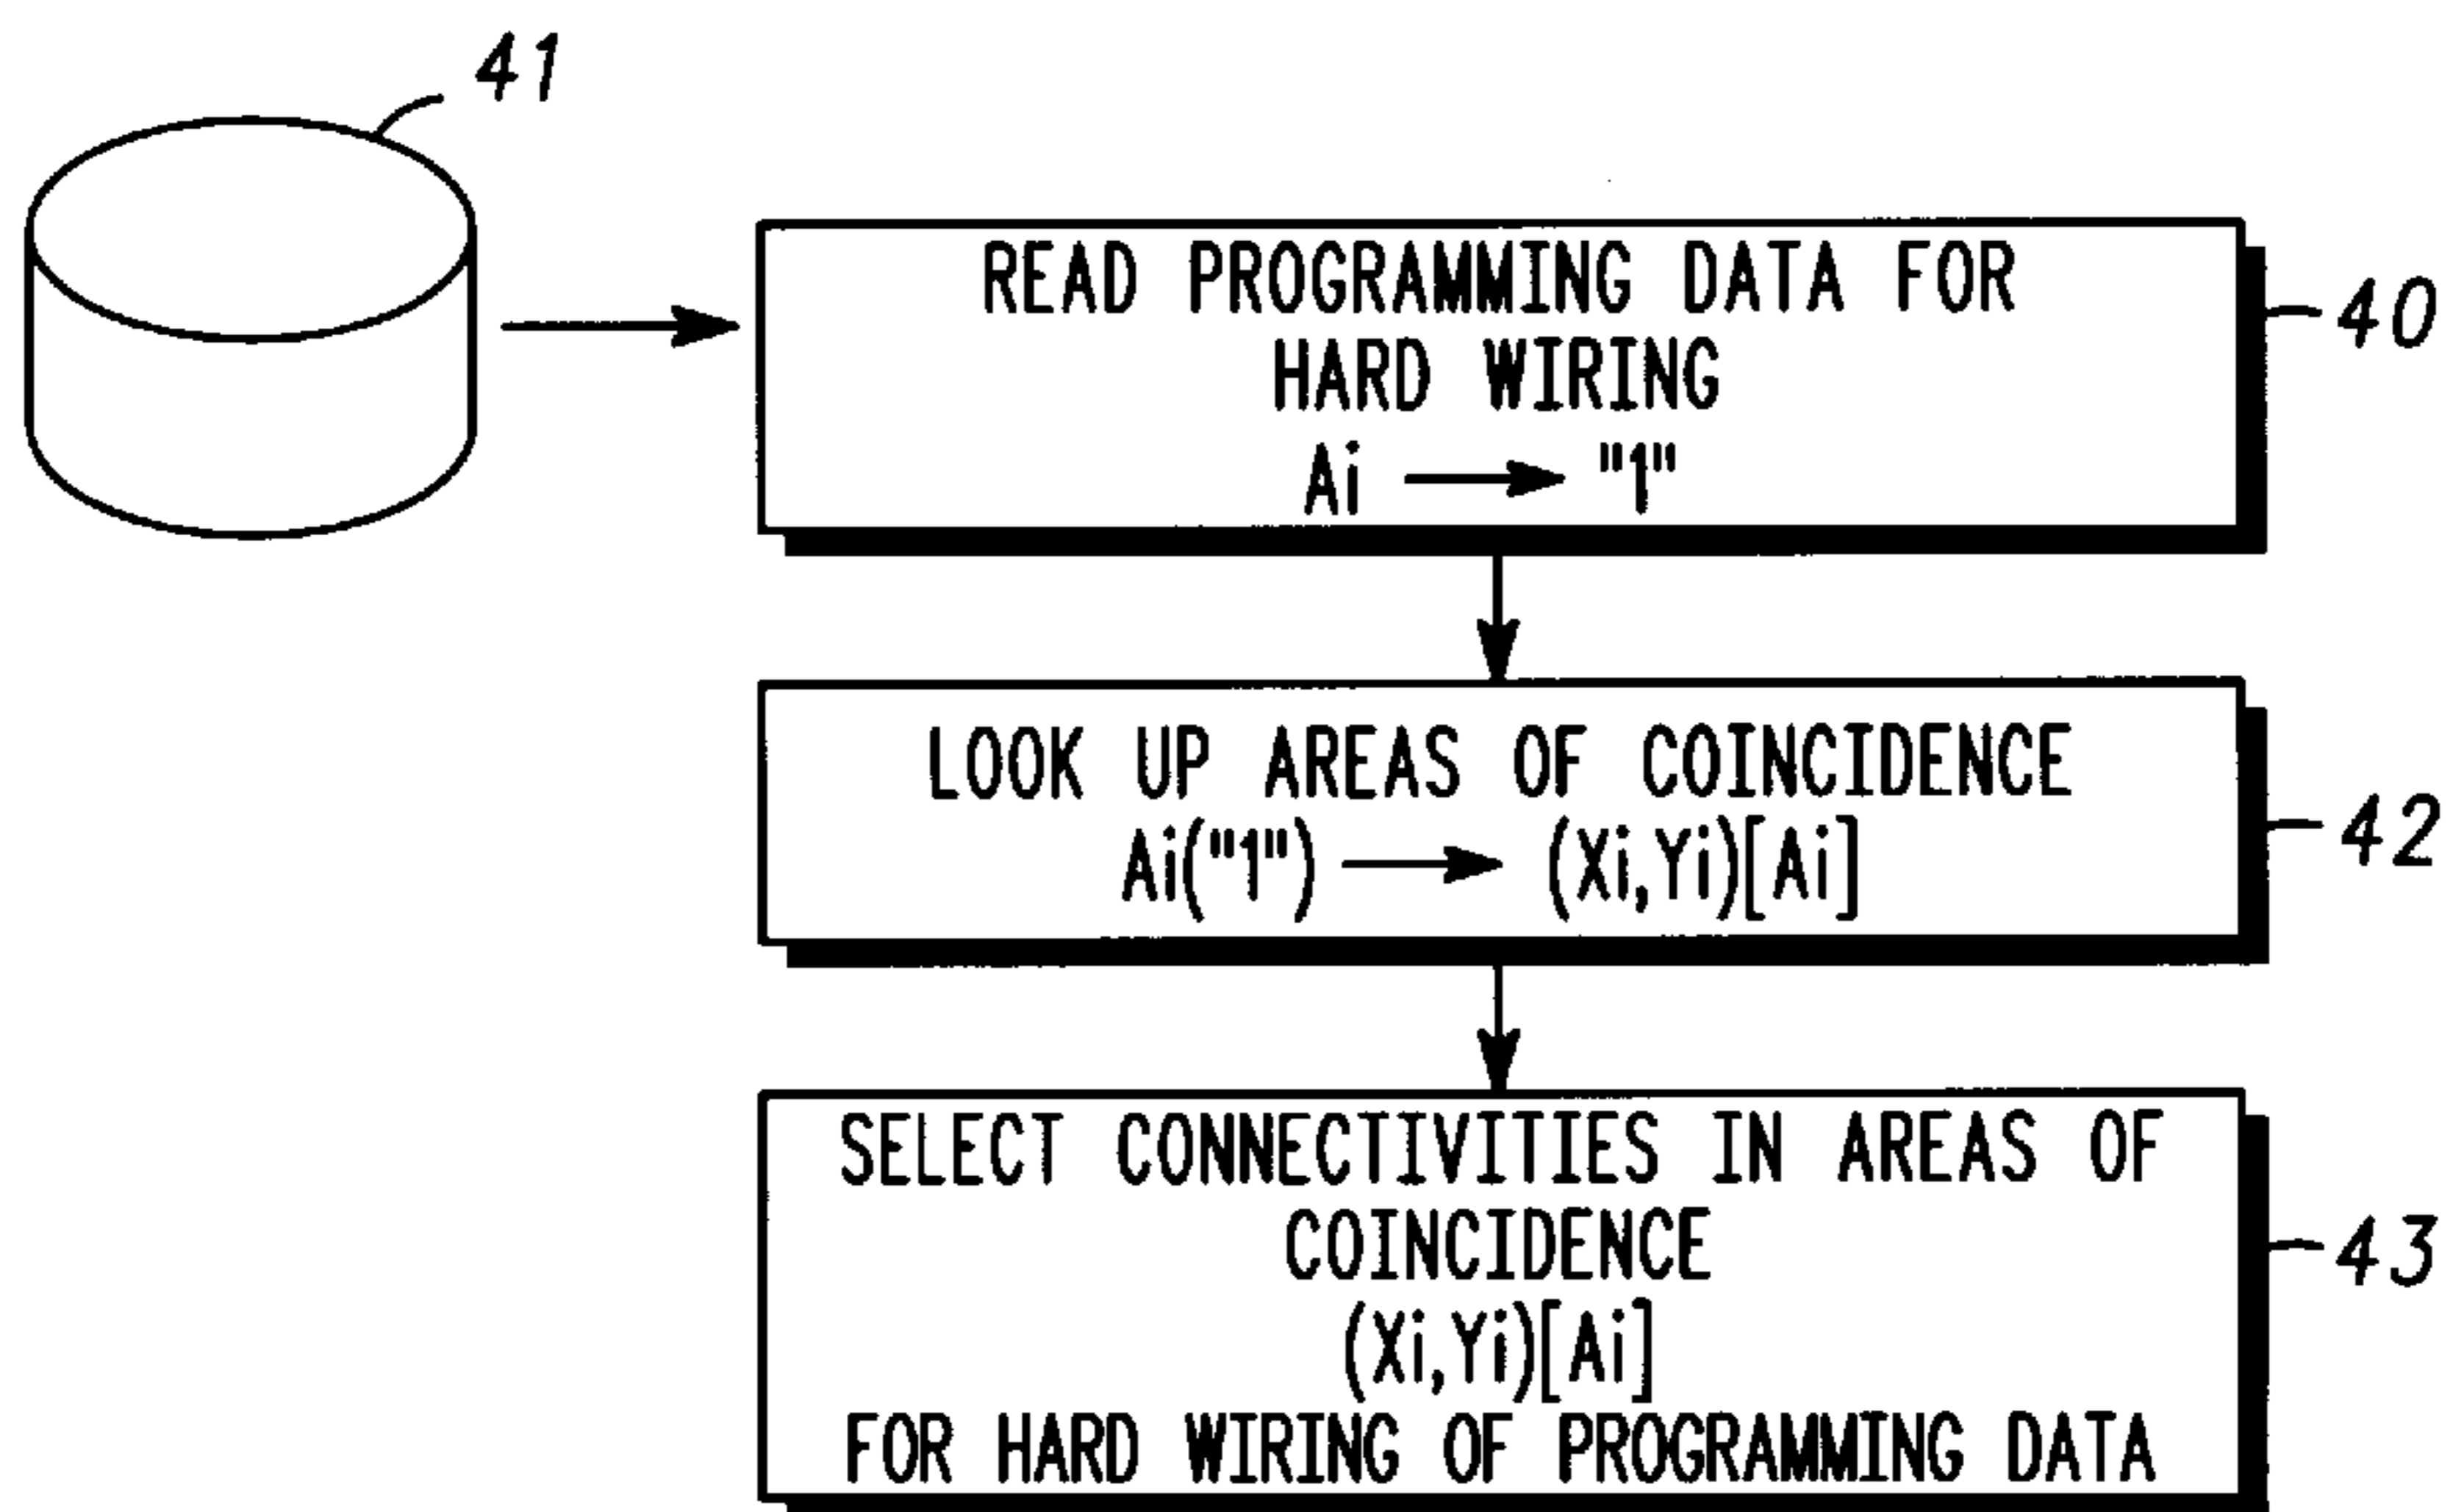 41
READ PROGRAMMING DATA FOR
HARD WIRING
Ai → "1"
40
LOOK UP AREAS OF COINCIDENCE
Ai("1") → (Xi,Yi)[Ai]
42
SELECT CONNECTIVITIES IN AREAS OF
COINCIDENCE
(Xi,Yi)[Ai]
FOR HARD WIRING OF PROGRAMMING DATA
43